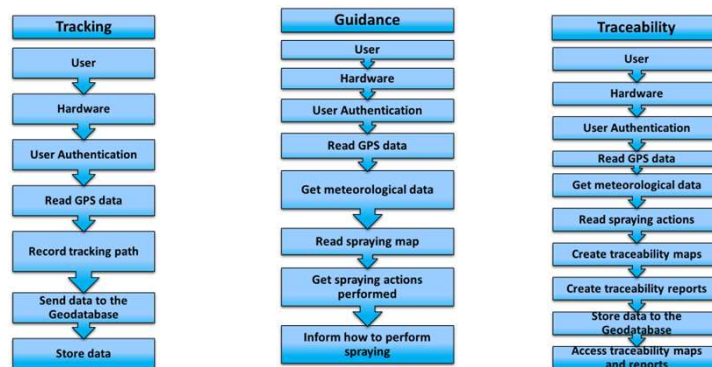 Tracking
User
Hardware
User Authentication
Read GPS data
Record tracking path
Send data to the
Geodatabase
Store data
Guidance
User
Hardware
User Authentication
Read GPS data
Get meteorological data
Read spraying map
Get spraying actions
performed
Inform how to perform
spraying
Traceability
User
Hardware
User Authentication
Read GPS data
Get meteorological data
Read spraying actions
Create traceability maps
Create traceability reports
Store data to the
Geodatabase
Access traceability maps
and reports